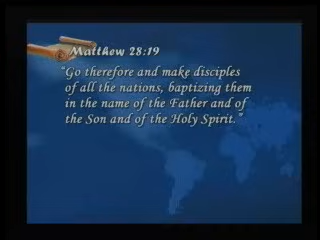 Matthew 28:19
"Go therefore and make disciples
of all the nations, baptizing them
in the name of the Father and of
the Son and of the Holy Spirit."